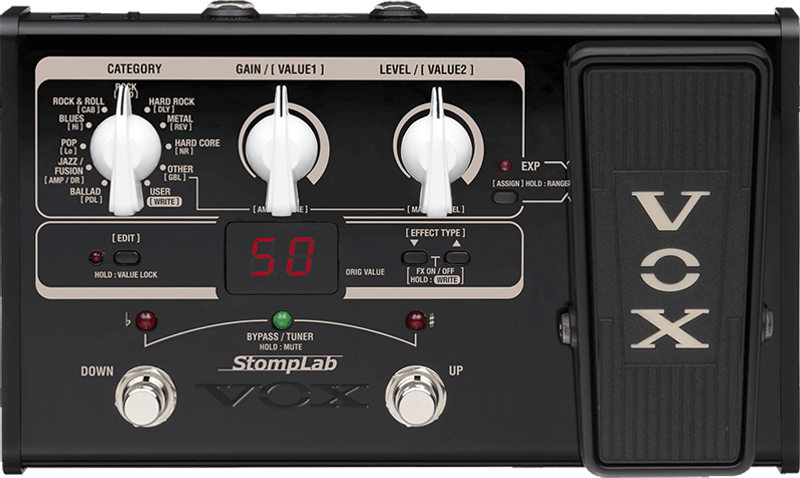 CATEGORY
GAIN / [ VALUE1 ]
LEVEL / [ VALUE2 ]
ROCK
ROCK & ROLL
[ CAB ]
HARD ROCK
[ DLY ]
BLUES
[ Hi ]
METAL
[ REV ]
POP
[ Lo ]
HARD CORE
[ NR ]
JAZZ /
FUSION
[ AMP / DR ]
OTHER
[ GBL ]
BALLAD
[ PDL ]
USER
[ WRITE ]
EXP
[ ASSIGN ] HOLD : RANGER
[ EDIT ]
HOLD : VALUE LOCK
50
ORIG VALUE
[ EFFECT TYPE ]
▼ ▲
FX ON / OFF
HOLD : WRITE
♭
♯
BYPASS / TUNER
HOLD : MUTE
StompLab
VOX
DOWN
UP
VOX